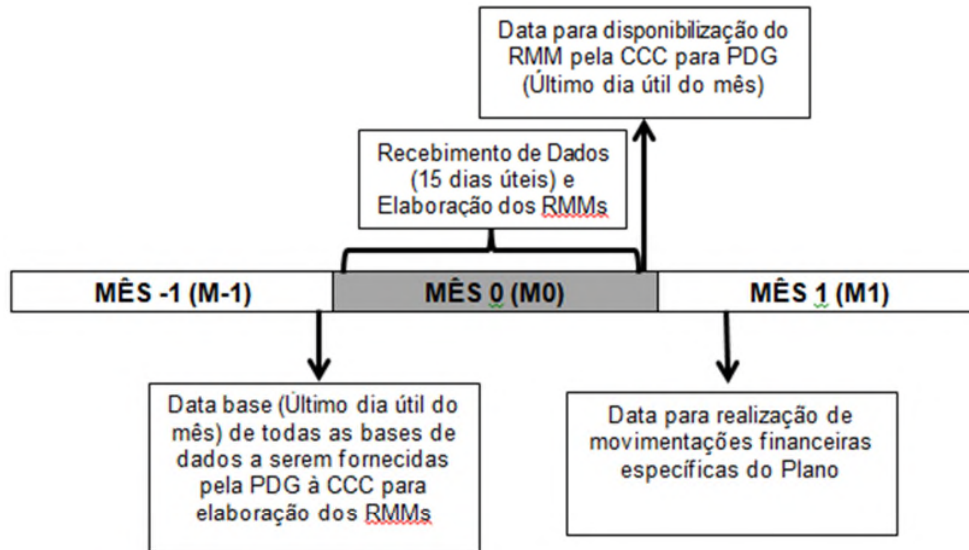 Data para disponibilização do
RMM pela CCC para PDG
(Último dia útil do mês)
Recebimento de Dados
(15 dias úteis) e
Elaboração dos RMMs
MÊS -1 (M-1)
MÊS 0 (M0)
MÊS 1 (M1)
Data base (Último dia útil do
mês) de todas as bases de
dados a serem fornecidas
pela PDG à CCC para
elaboração dos RMMs
Data para realização de
movimentações financeiras
específicas do Plano